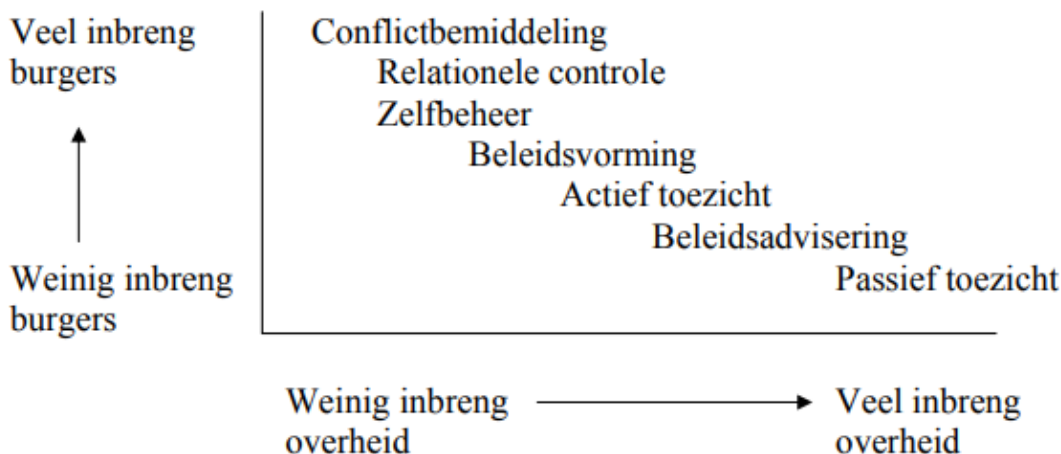 Veel inbreng
burgers
Conflictbemiddeling
Relationele controle
Zelfbeheer
Beleidsvorming
Actief toezicht
Beleidsadvisering
Passief toezicht
Weinig inbreng
burgers
Weinig inbreng
overheid
Veel inbreng
overheid